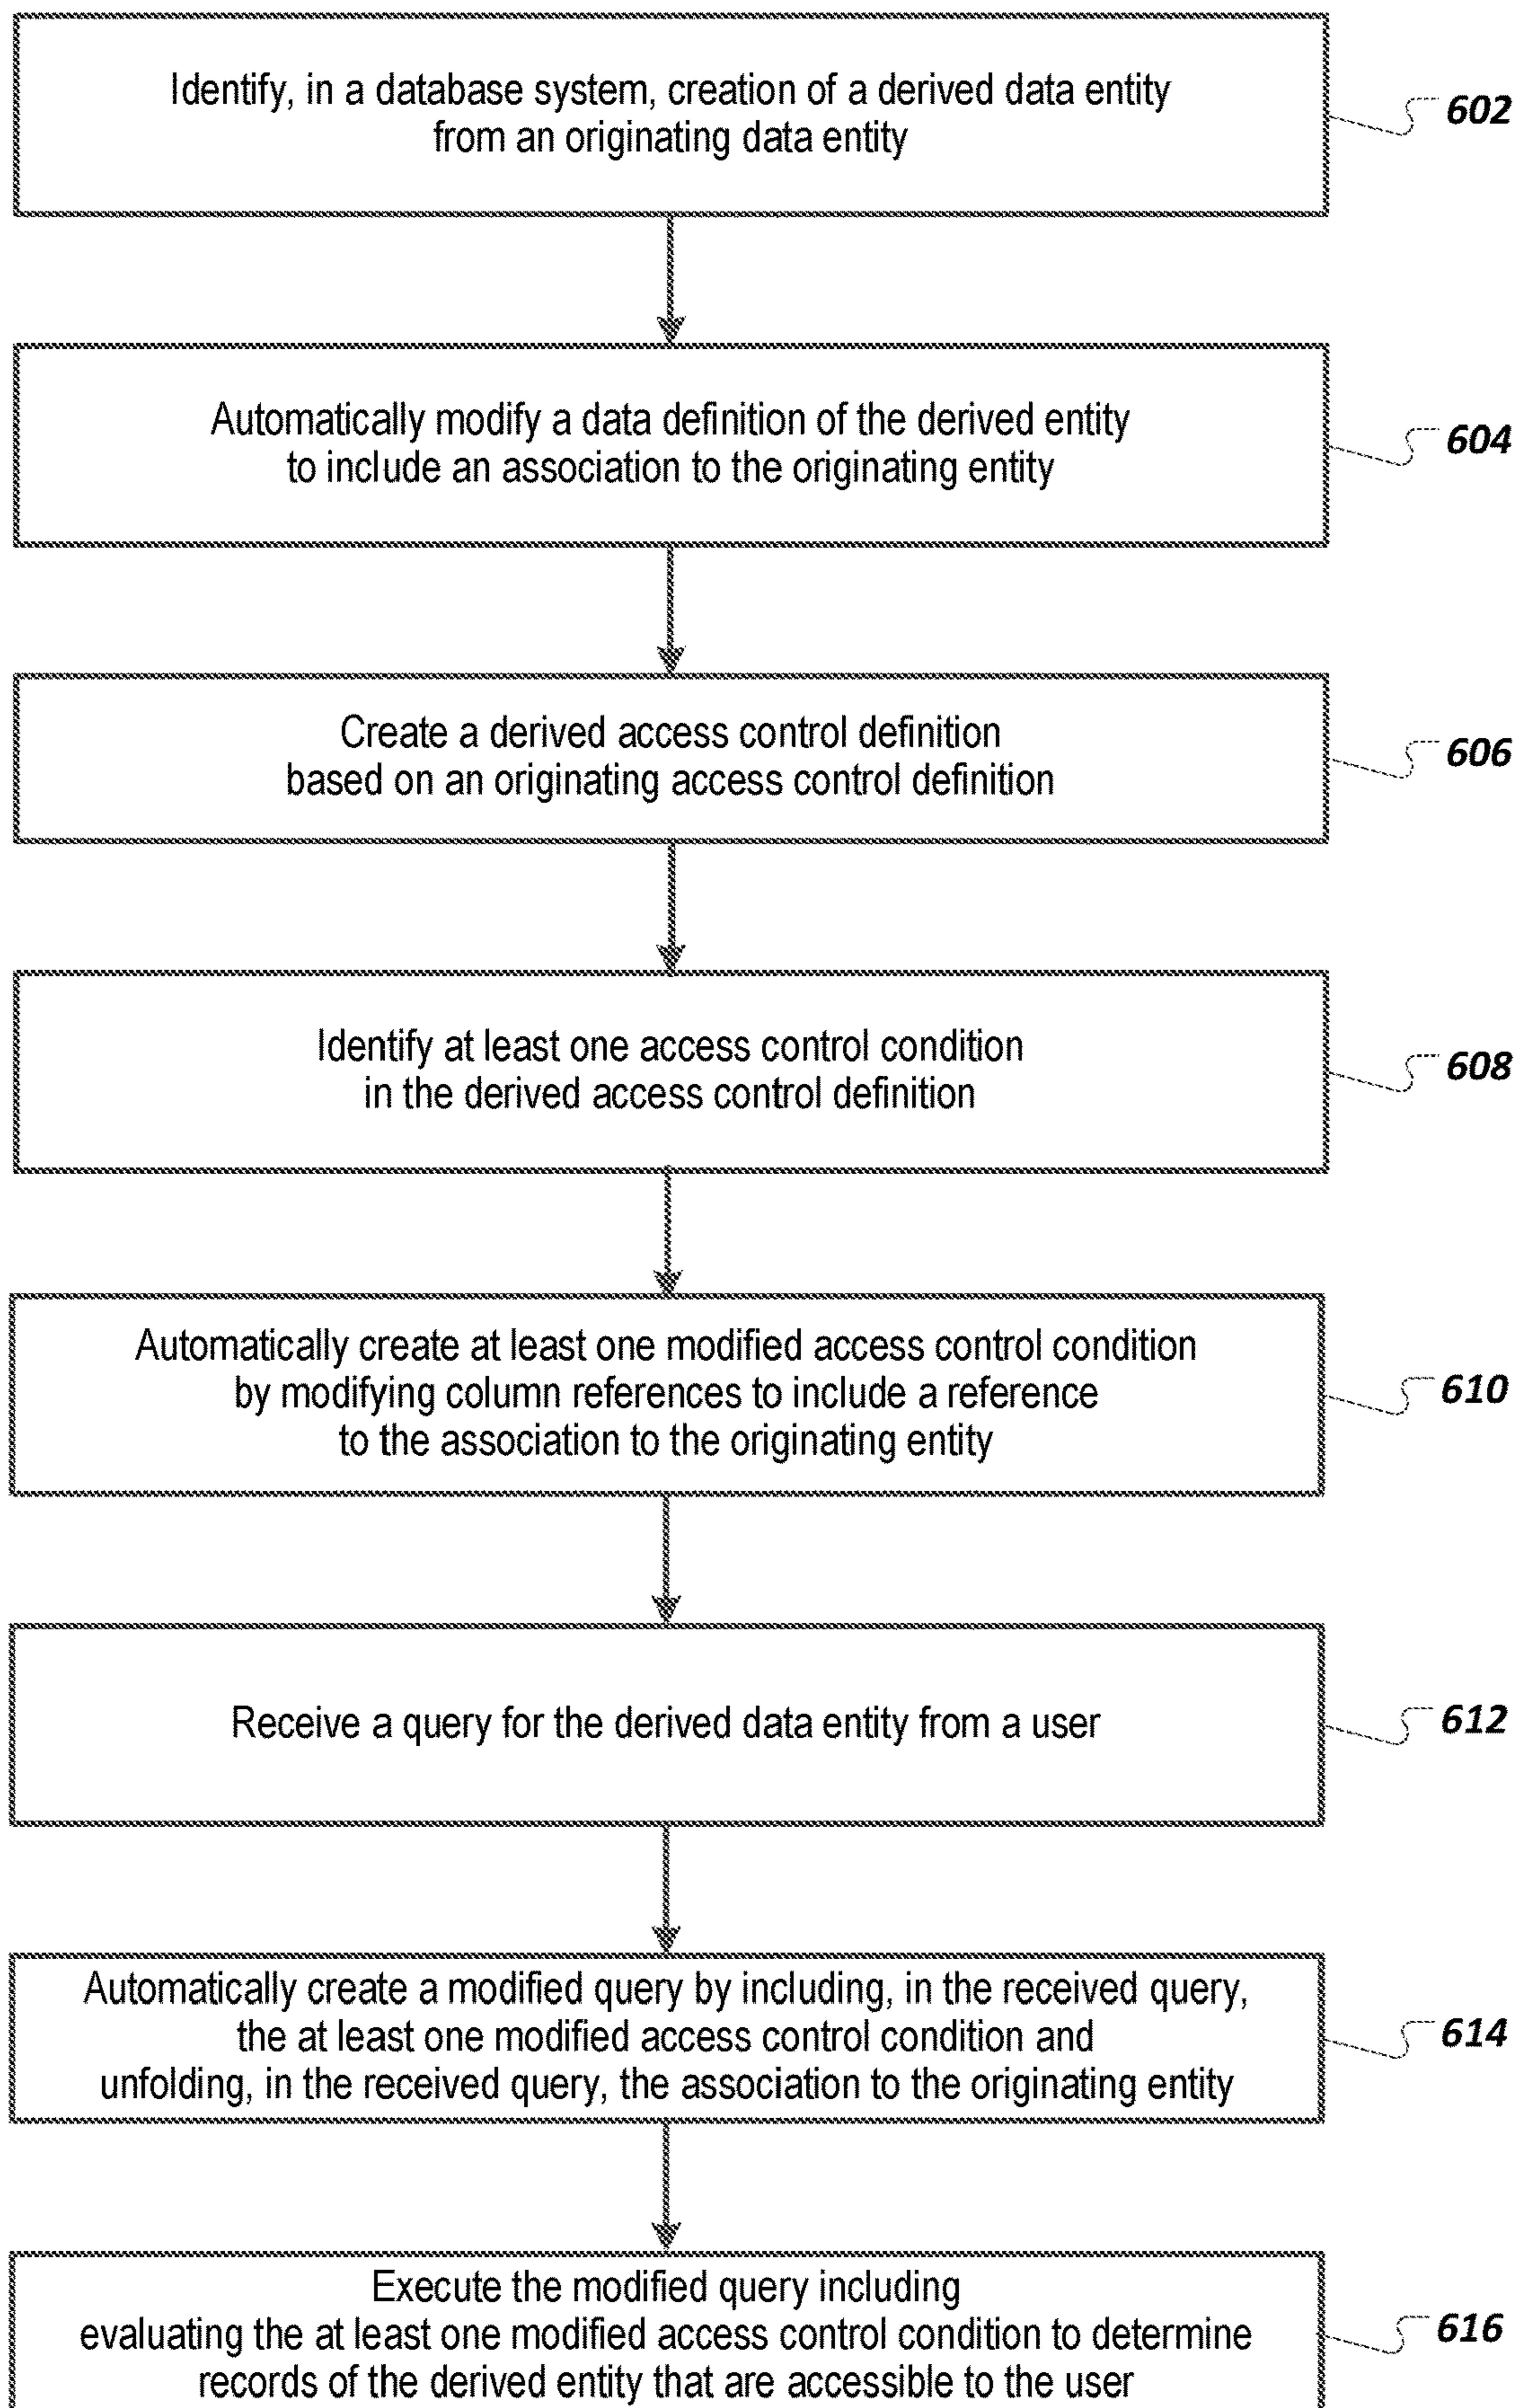 Identify, in a database system, creation of a derived data entity
from an originating data entity
602
Automatically modify a data definition of the derived entity
to include an association to the originating entity
604
Create a derived access control definition
based on an originating access control definition
606
Identify at least one access control condition
in the derived access control definition
608
Automatically create at least one modified access control condition
by modifying column references to include a reference
to the association to the originating entity
610
Receive a query for the derived data entity from a user
612
Automatically create a modified query by including, in the received query,
the at least one modified access control condition and
unfolding, in the received query, the association to the originating entity
614
Execute the modified query including
evaluating the at least one modified access control condition to determine
records of the derived entity that are accessible to the user
616